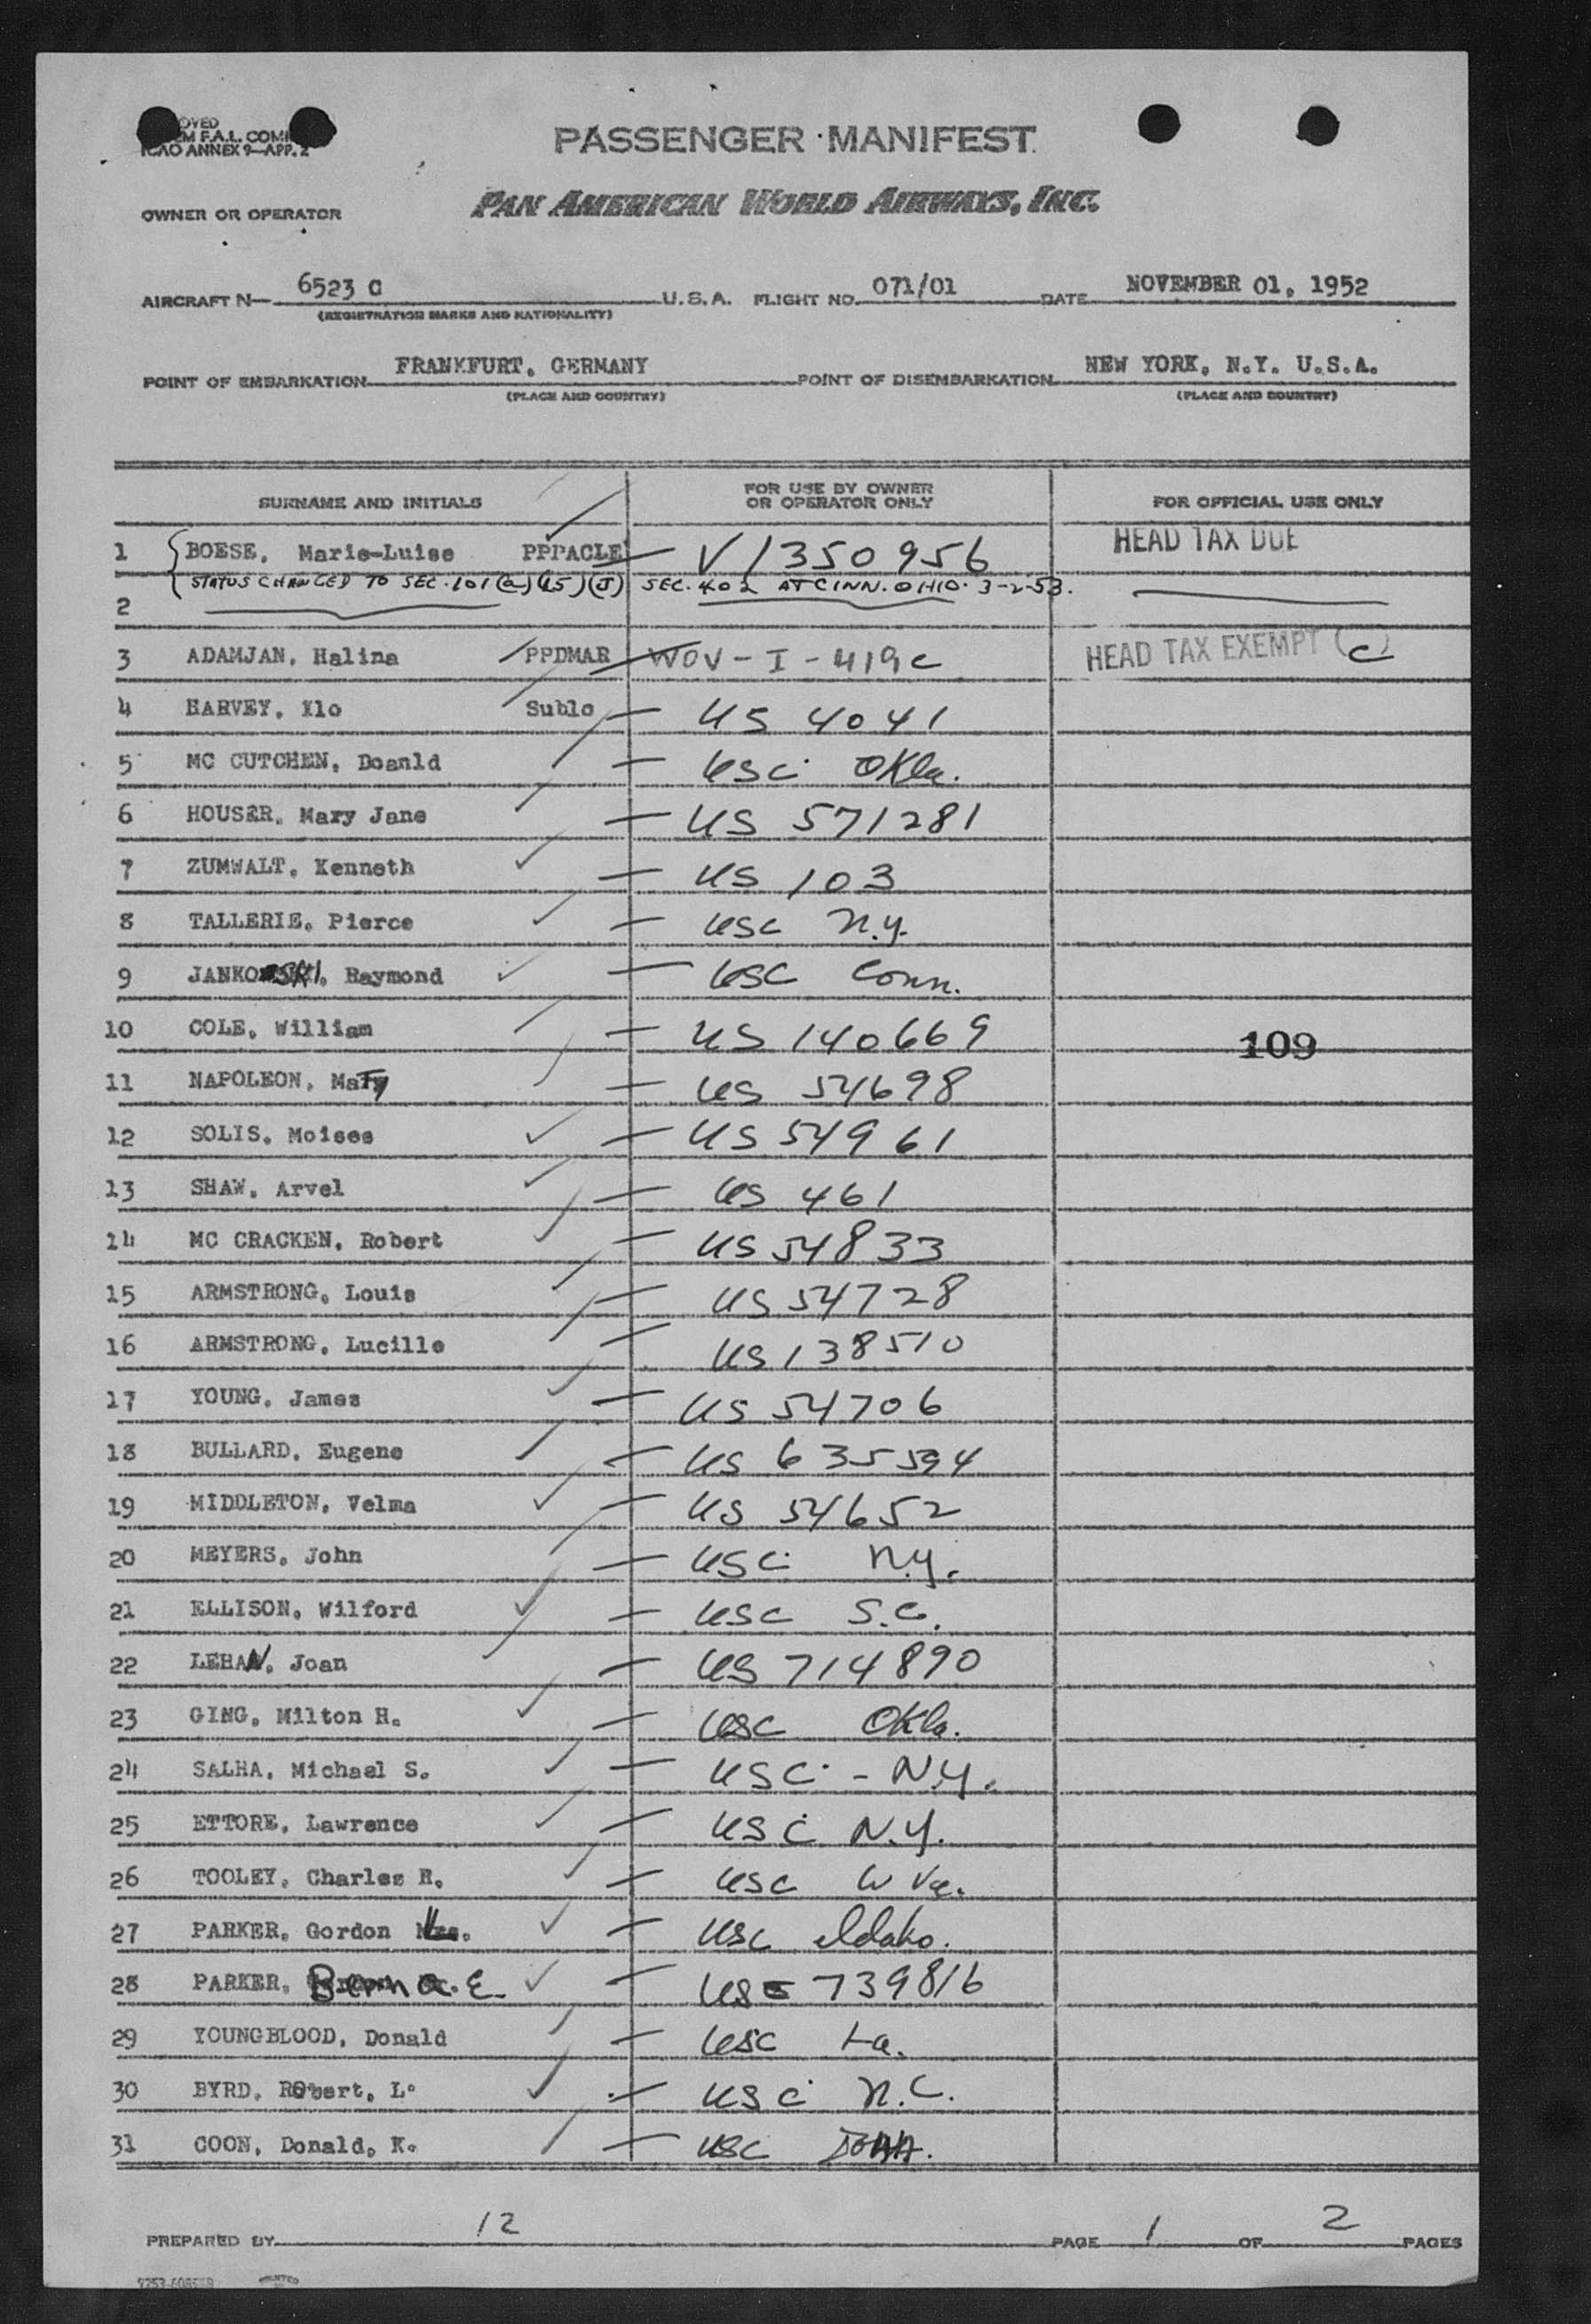 OVED
M F.A.L. COM
ICAO ANNEX 9—APP. 2
PASSENGER MANIFEST
OWNER OR OPERATOR
PAN AMERICAN WORLD AIRWAYS, INC.
AIRCRAFT N— 6523 C U.S.A. FLIGHT NO. 071/01 DATE NOVEMBER 01, 1952
(REGISTRATION MARKS AND NATIONALITY)
POINT OF EMBARKATION FRANKFURT, GERMANY POINT OF DISEMBARKATION NEW YORK, N.Y. U.S.A.
(PLACE AND COUNTRY) (PLACE AND COUNTRY)
SURNAME AND INITIALS FOR USE BY OWNER OR OPERATOR ONLY FOR OFFICIAL USE ONLY
1 BOESE, Marie-Luise PPPACLE V1350956 HEAD TAX DUE
STATUS CHANGED TO SEC. 101(a)(15)(J) SEC. 402 AT CINN. OHIO. 3-2-53.
2
3 ADAMJAN, Halina PPDMAR WOV-I-419c HEAD TAX EXEMPT (c)
4 HARVEY, Ilo Sublo US 4041
5 MC CUTCHEN, Doanld USC Okla.
6 HOUSER, Mary Jane US 571281
7 ZUMWALT, Kenneth US 103
8 TALLERIE, Pierce USC N.Y.
9 JANKOWSKI, Raymond USC Conn.
10 COLE, William US 140669 109
11 NAPOLEON, Marty US 54698
12 SOLIS, Moises US 54961
13 SHAW, Arvel US 461
14 MC CRACKEN, Robert US 54833
15 ARMSTRONG, Louis US 54728
16 ARMSTRONG, Lucille US 138510
17 YOUNG, James US 54706
18 BULLARD, Eugene US 635594
19 MIDDLETON, Velma US 54652
20 MEYERS, John USC N.Y.
21 ELLISON, Wilford USC S.C.
22 LEHAN, Joan US 714890
23 GING, Milton H. USC Okla.
24 SALHA, Michael S. USC - N.Y.
25 ETTORE, Lawrence USC N.Y.
26 TOOLEY, Charles R. USC W Va.
27 PARKER, Gordon USC Idaho.
28 PARKER, Berna. E. US 739816
29 YOUNGBLOOD, Donald USC La.
30 BYRD, Robert, L. USC N.C.
31 COON, Donald, K. USC
PREPARED BY 12 PAGE 1 OF 2 PAGES